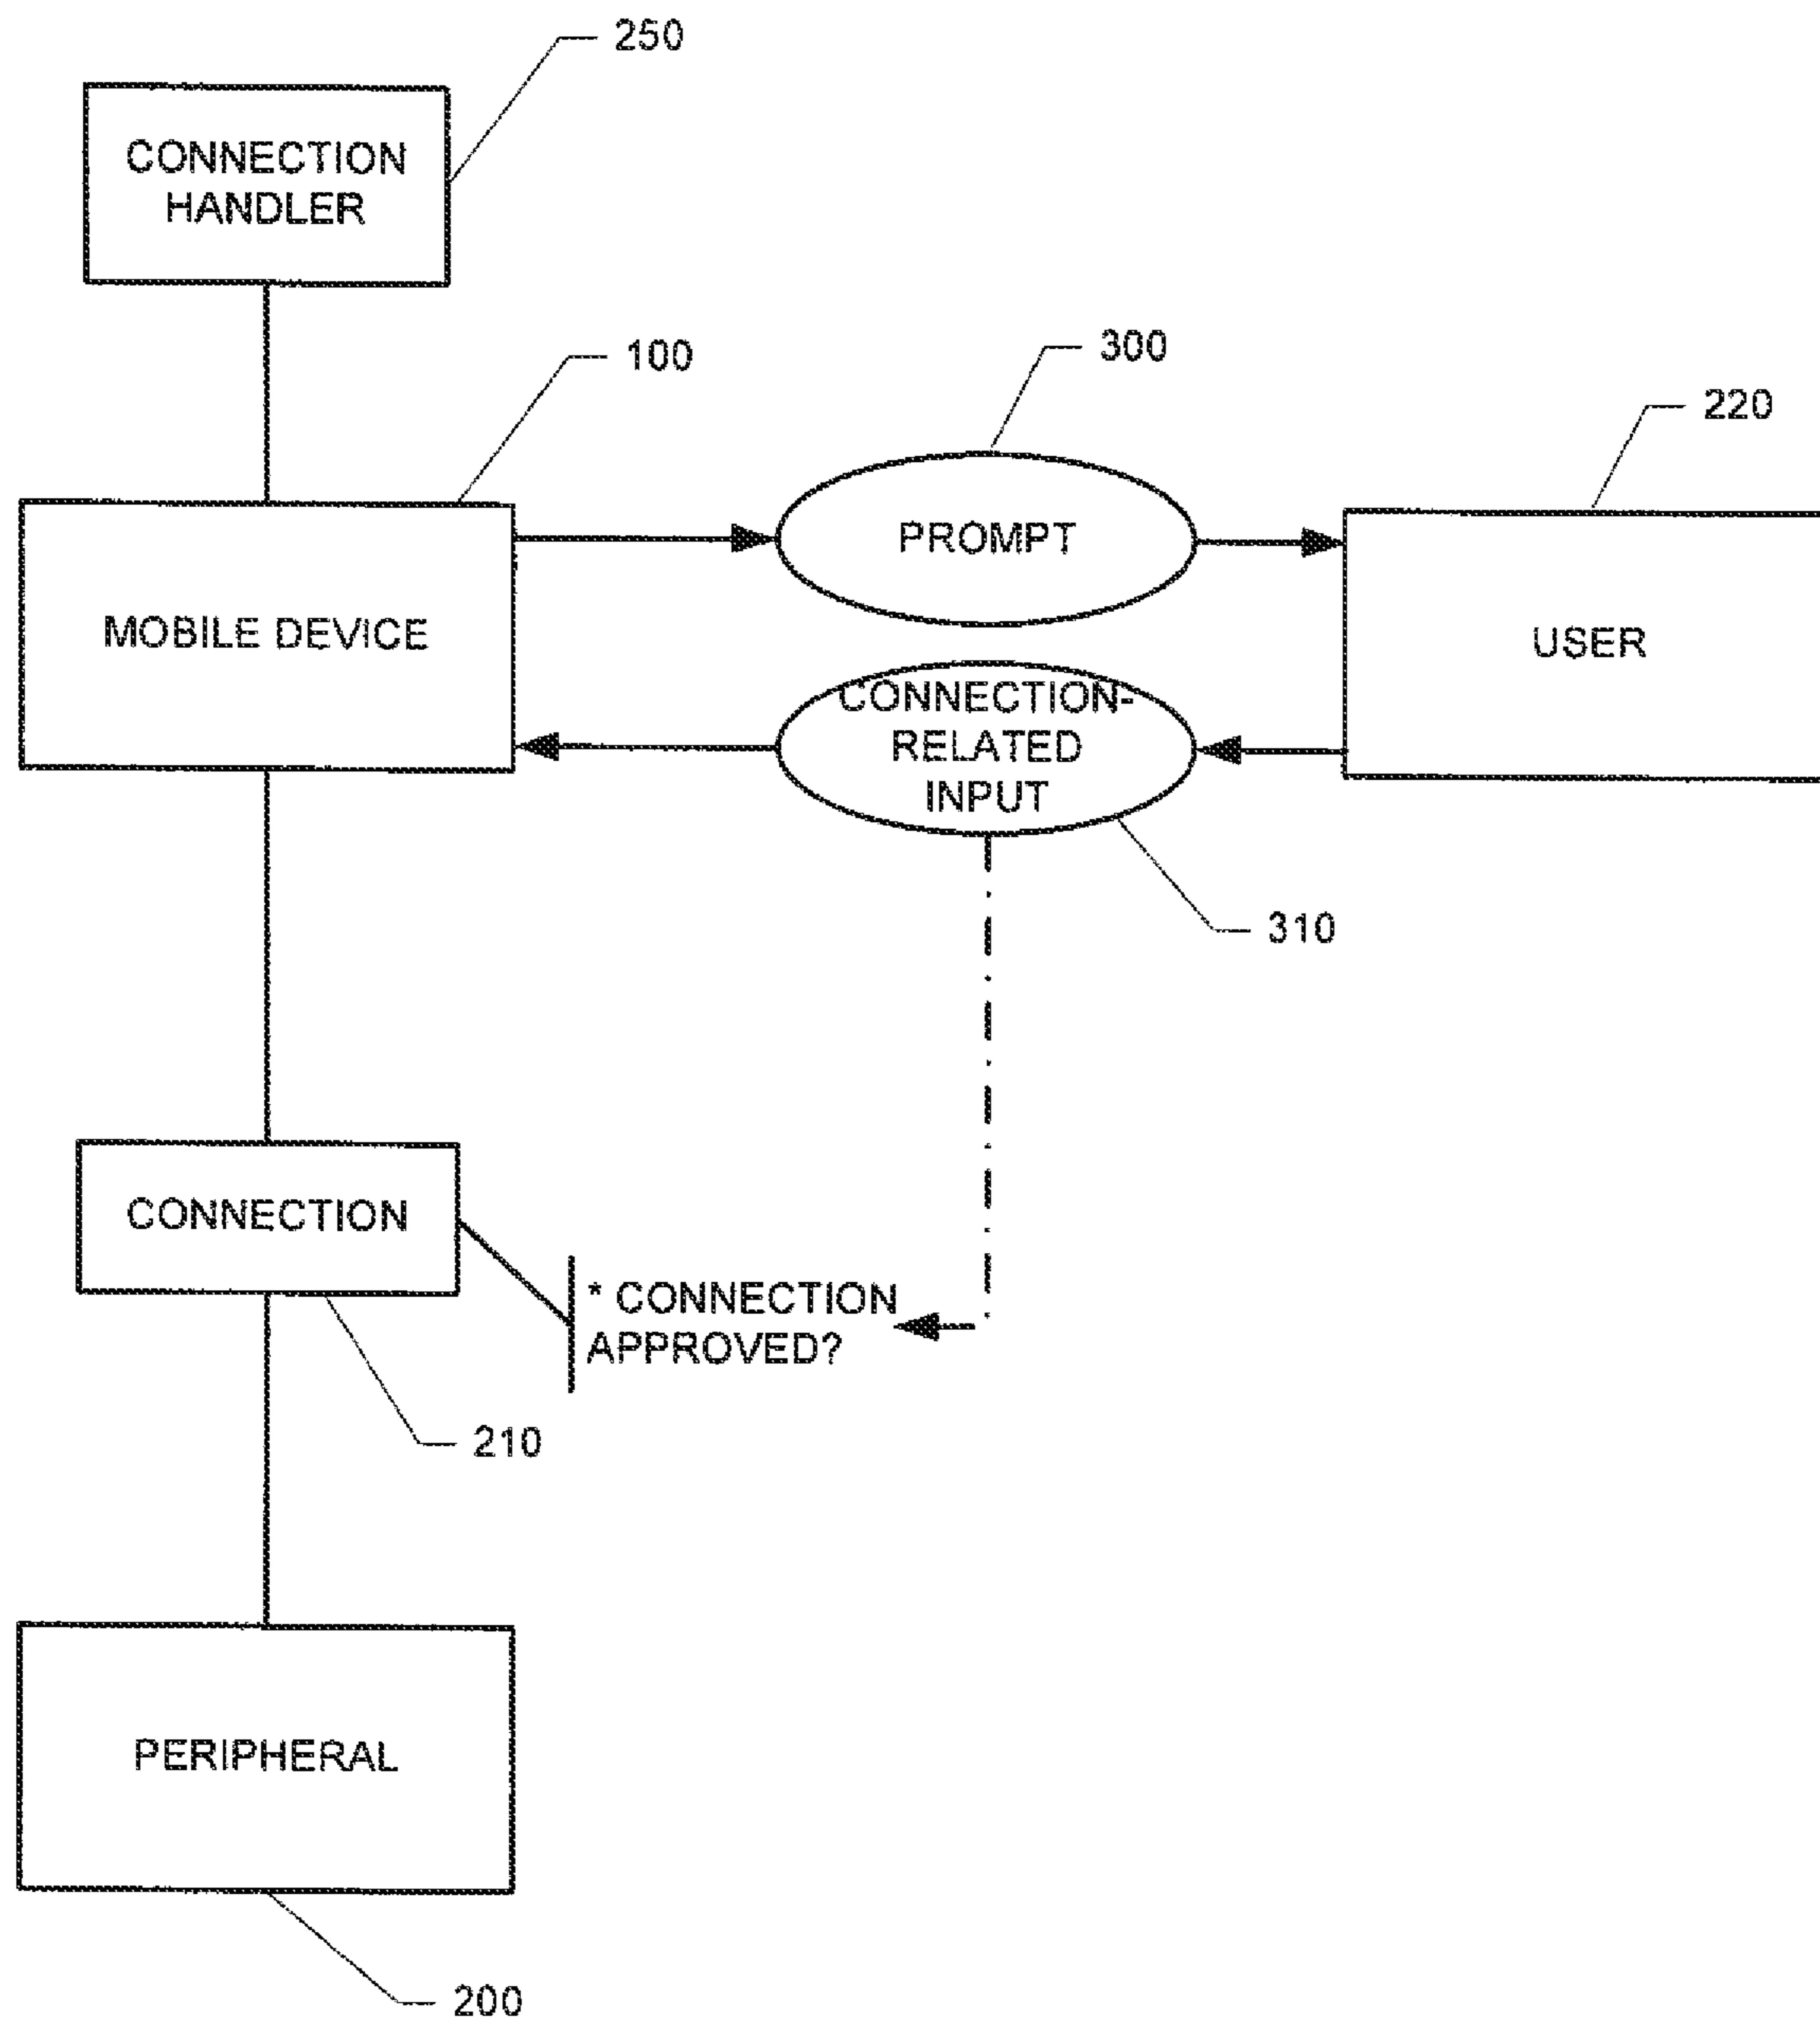 250
CONNECTION
HANDLER
100
300
220
PROMPT
MOBILE DEVICE
USER
CONNECTION-
RELATED
INPUT
310
CONNECTION
* CONNECTION
APPROVED?
210
PERIPHERAL
200